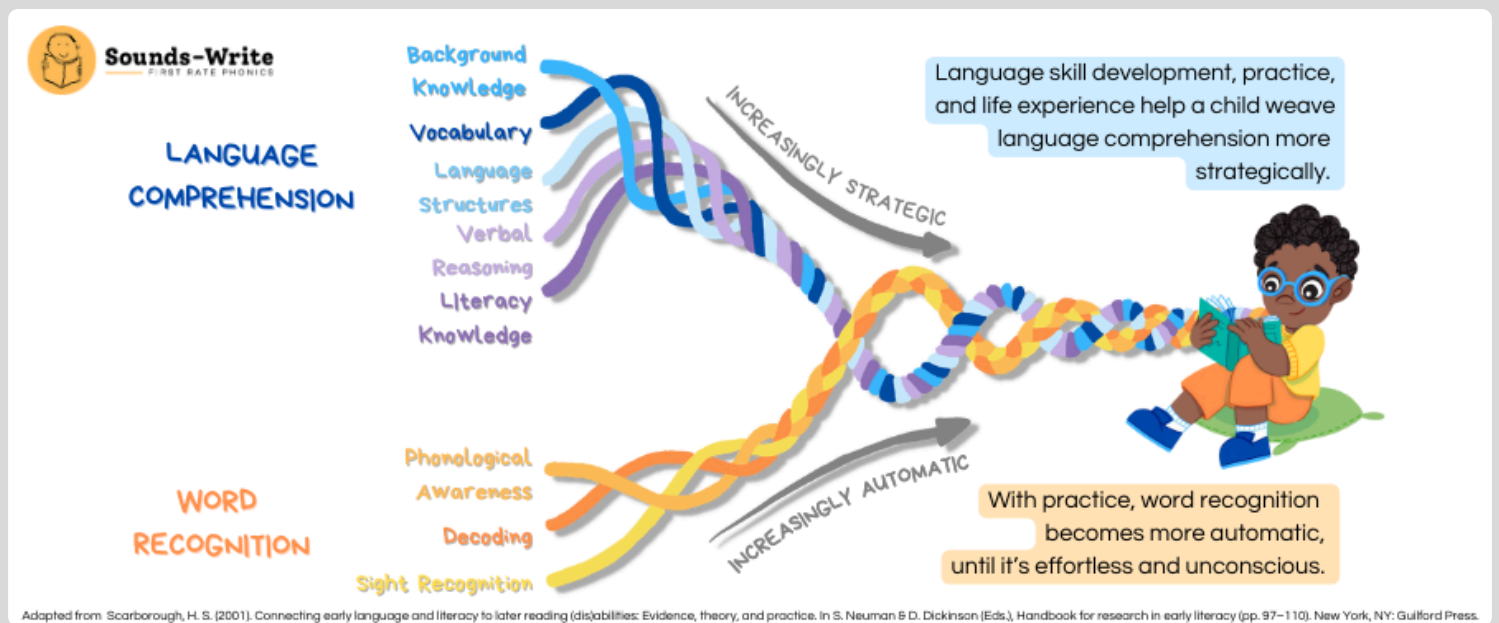 Sounds-Write
FIRST RATE PHONICS
LANGUAGE
COMPREHENSION
Background
Knowledge
Vocabulary
Language
Structures
Verbal
Reasoning
LIteracy
Knowledge
INCREASINGLY STRATEGIC
Language skill development, practice,
and life experience help a child weave
language comprehension more
strategically.
WORD
RECOGNITION
Phonological
Awareness
Decoding
Sight Recognition
INCREASINGLY AUTOMATIC
With practice, word recognition
becomes more automatic,
until it's effortless and unconscious.
Adapted from Scarborough, H. S. (2001). Connecting early language and literacy to later reading (dis)abilities: Evidence, theory, and practice. In S. Neuman & D. Dickinson (Eds.), Handbook for research in early literacy (pp. 97–110). New York, NY: Guilford Press.